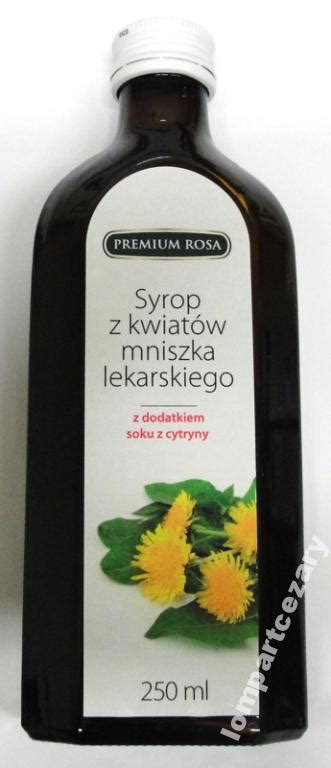 PREMIUM ROSA
Syrop
z kwiatów
mniszka
lekarskiego
z dodatkiem
soku z cytryny
250 ml
lompartcezary